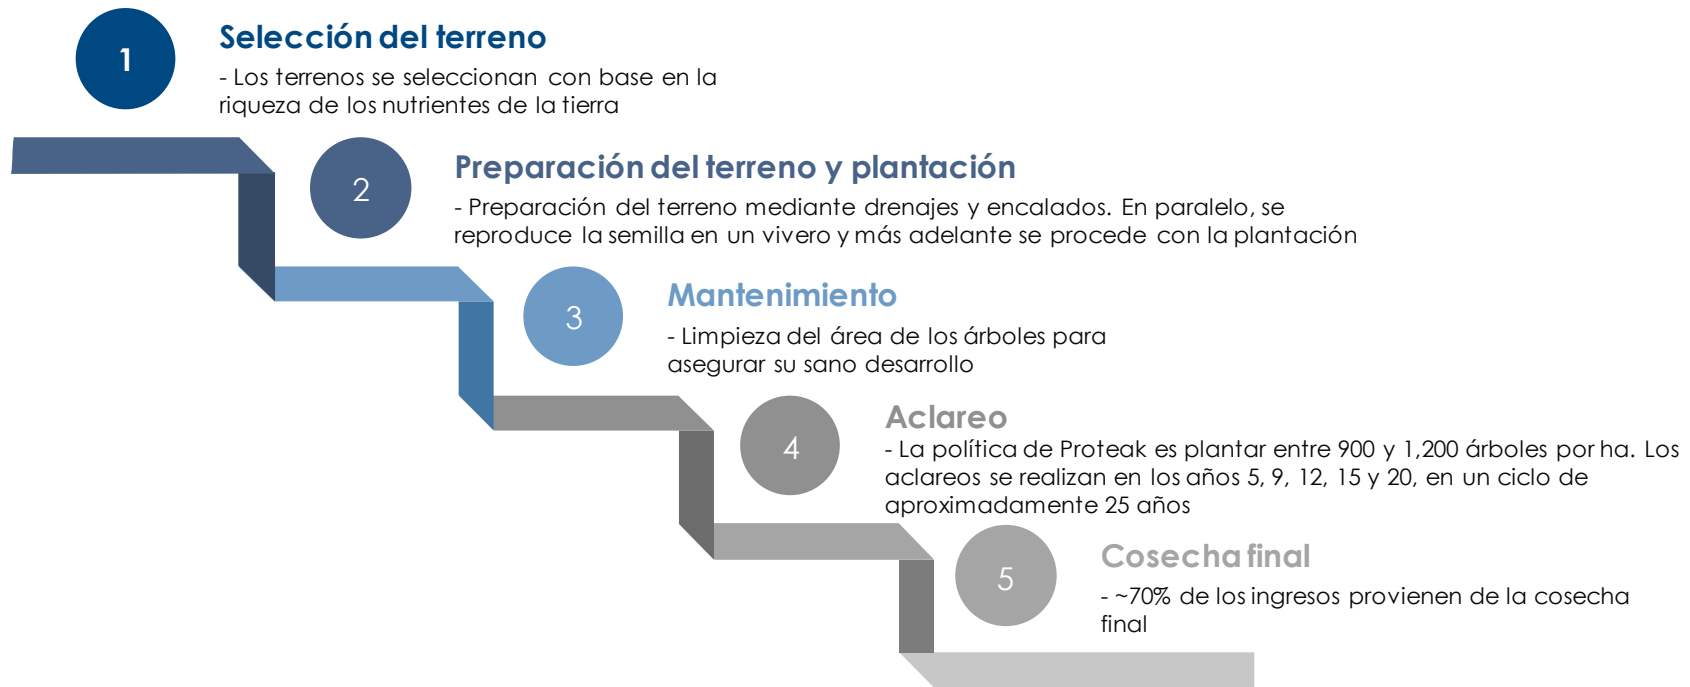 1
Selección del terreno
- Los terrenos se seleccionan con base en la
riqueza de los nutrientes de la tierra
2
Preparación del terreno y plantación
- Preparación del terreno mediante drenajes y encalados. En paralelo, se
reproduce la semilla en un vivero y más adelante se procede con la plantación
3
Mantenimiento
- Limpieza del área de los árboles para
asegurar su sano desarrollo
4
Aclareo
- La política de Proteak es plantar entre 900 y 1,200 árboles por ha. Los
aclareos se realizan en los años 5, 9, 12, 15 y 20, en un ciclo de
aproximadamente 25 años
5
Cosecha final
- ~70% de los ingresos provienen de la cosecha
final